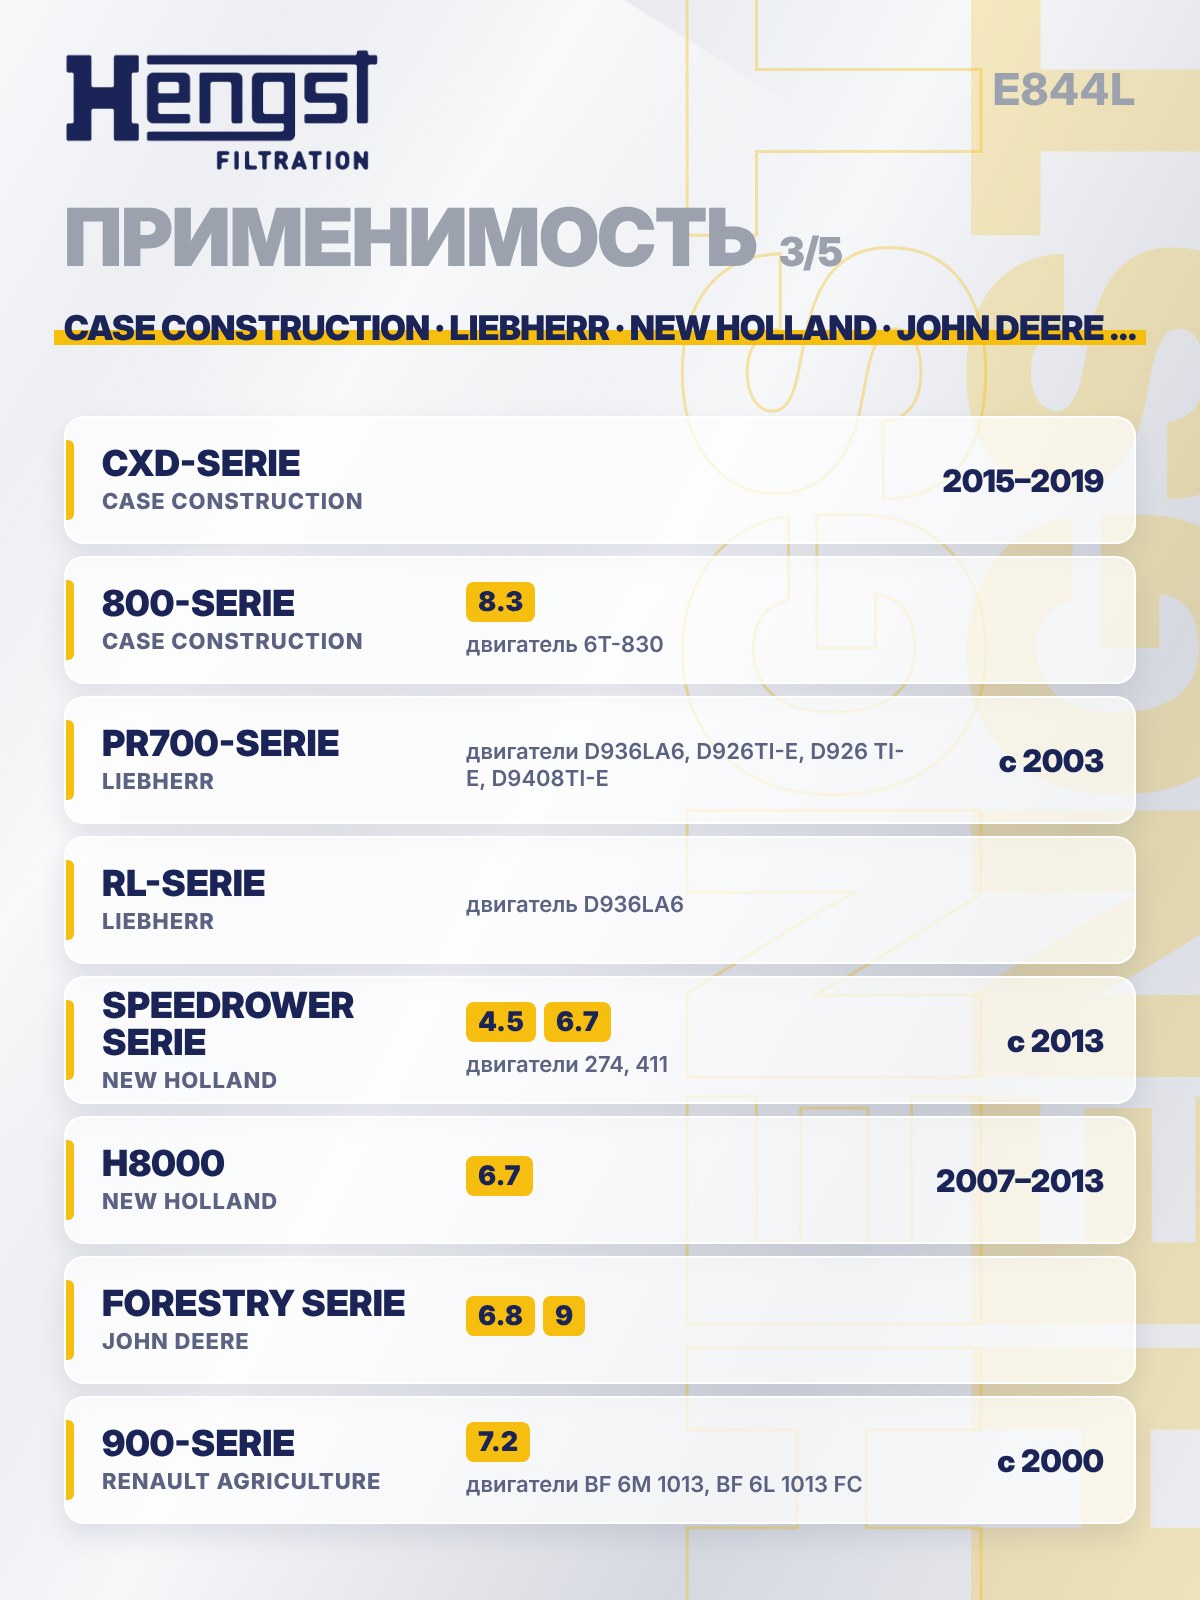 Hengst
FILTRATION
E844L
ПРИМЕНИМОСТЬ 3/5
CASE CONSTRUCTION · LIEBHERR · NEW HOLLAND · JOHN DEERE ...
CXD-SERIE
CASE CONSTRUCTION
2015–2019
800-SERIE
CASE CONSTRUCTION
8.3
двигатель 6T-830
PR700-SERIE
LIEBHERR
двигатели D936LA6, D926TI-E, D926 TI-
E, D9408TI-E
с 2003
RL-SERIE
LIEBHERR
двигатель D936LA6
SPEEDROWER
SERIE
NEW HOLLAND
4.5 6.7
двигатели 274, 411
с 2013
H8000
NEW HOLLAND
6.7
2007–2013
FORESTRY SERIE
JOHN DEERE
6.8 9
900-SERIE
RENAULT AGRICULTURE
7.2
двигатели BF 6M 1013, BF 6L 1013 FC
с 2000
HENGST
HENGST